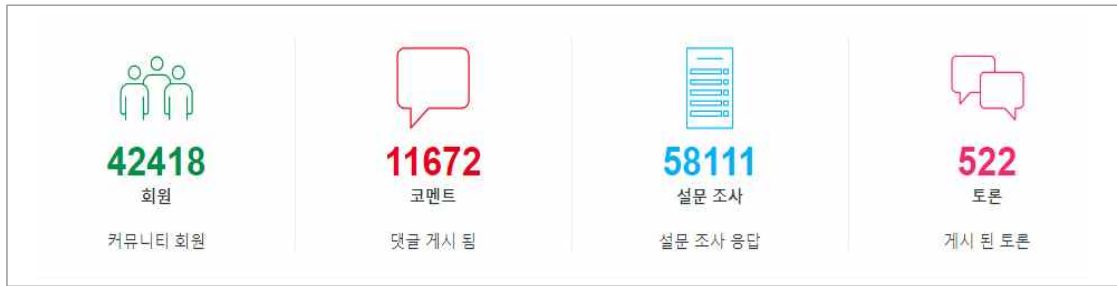 42418
회원
커뮤니티 회원
11672
코멘트
댓글 게시 됨
58111
설문 조사
설문 조사 응답
522
토론
게시 된 토론